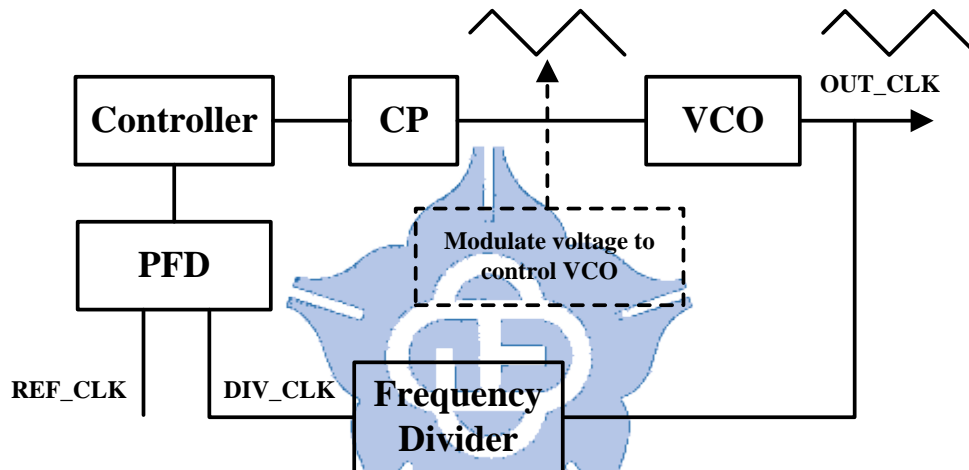 OUT_CLK
Controller
CP
VCO
PFD
Modulate voltage to
control VCO
REF_CLK
DIV_CLK
Frequency
Divider